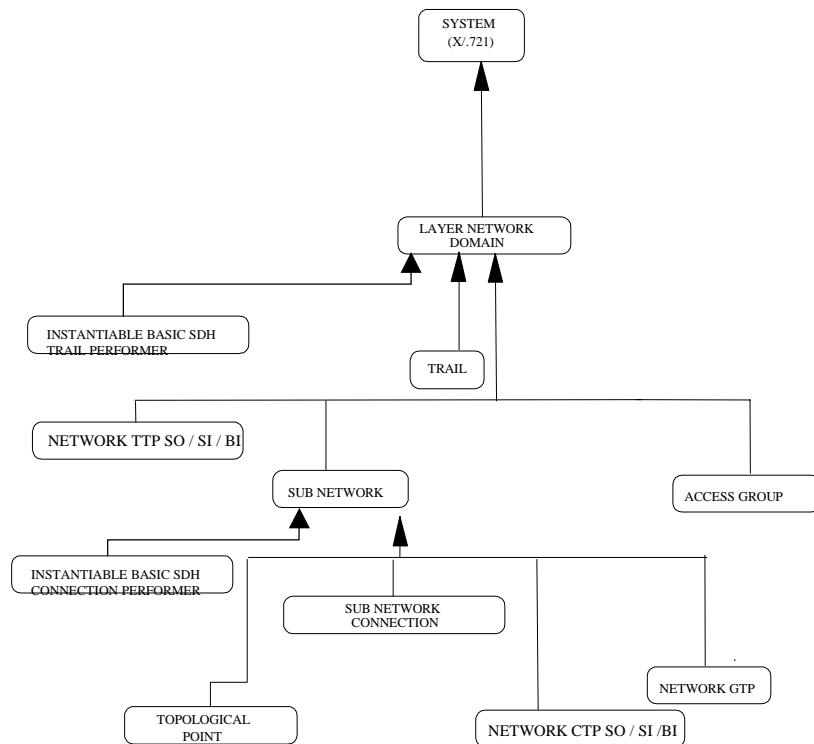 SYSTEM
(X/.721)
LAYER NETWORK
DOMAIN
INSTANTIABLE BASIC SDH
TRAIL PERFORMER
TRAIL
NETWORK TTP SO / SI / BI
SUB NETWORK
ACCESS GROUP
INSTANTIABLE BASIC SDH
CONNECTION PERFORMER
SUB NETWORK
CONNECTION
NETWORK GTP
TOPOLOGICAL
POINT
NETWORK CTP SO / SI /BI